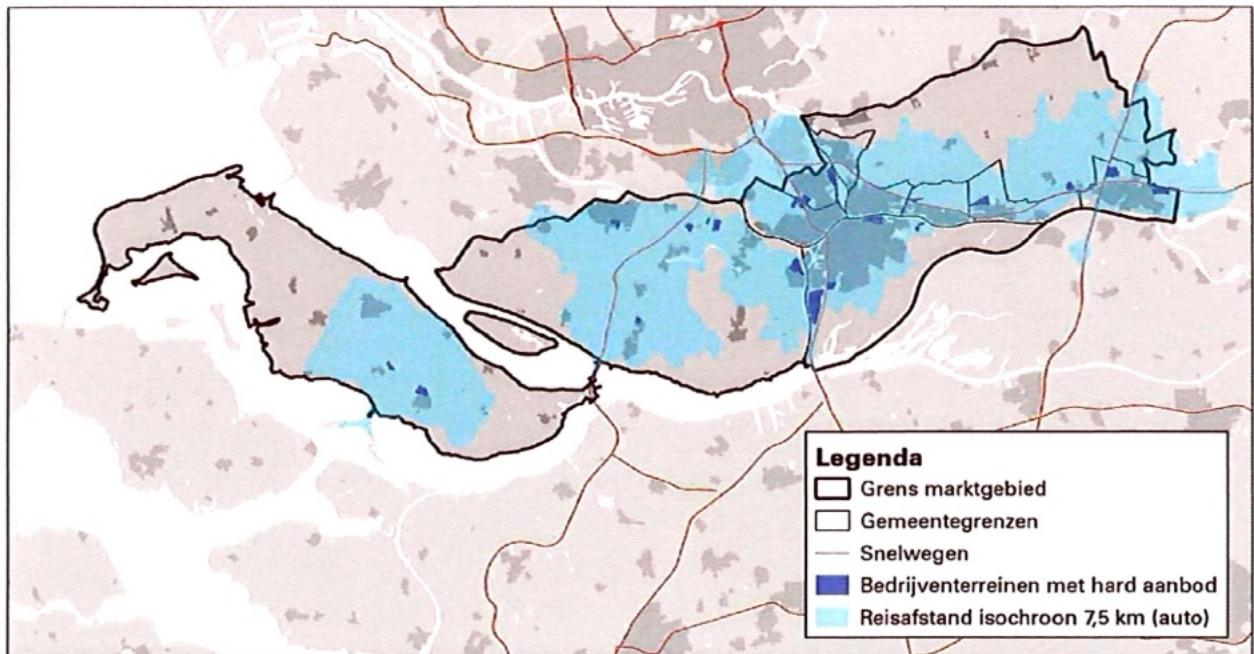 Legenda
Grens marktgebied
Gemeentegrenzen
Snelwegen
Bedrijventerreinen met hard aanbod
Reisafstand isochroon 7,5 km (auto)